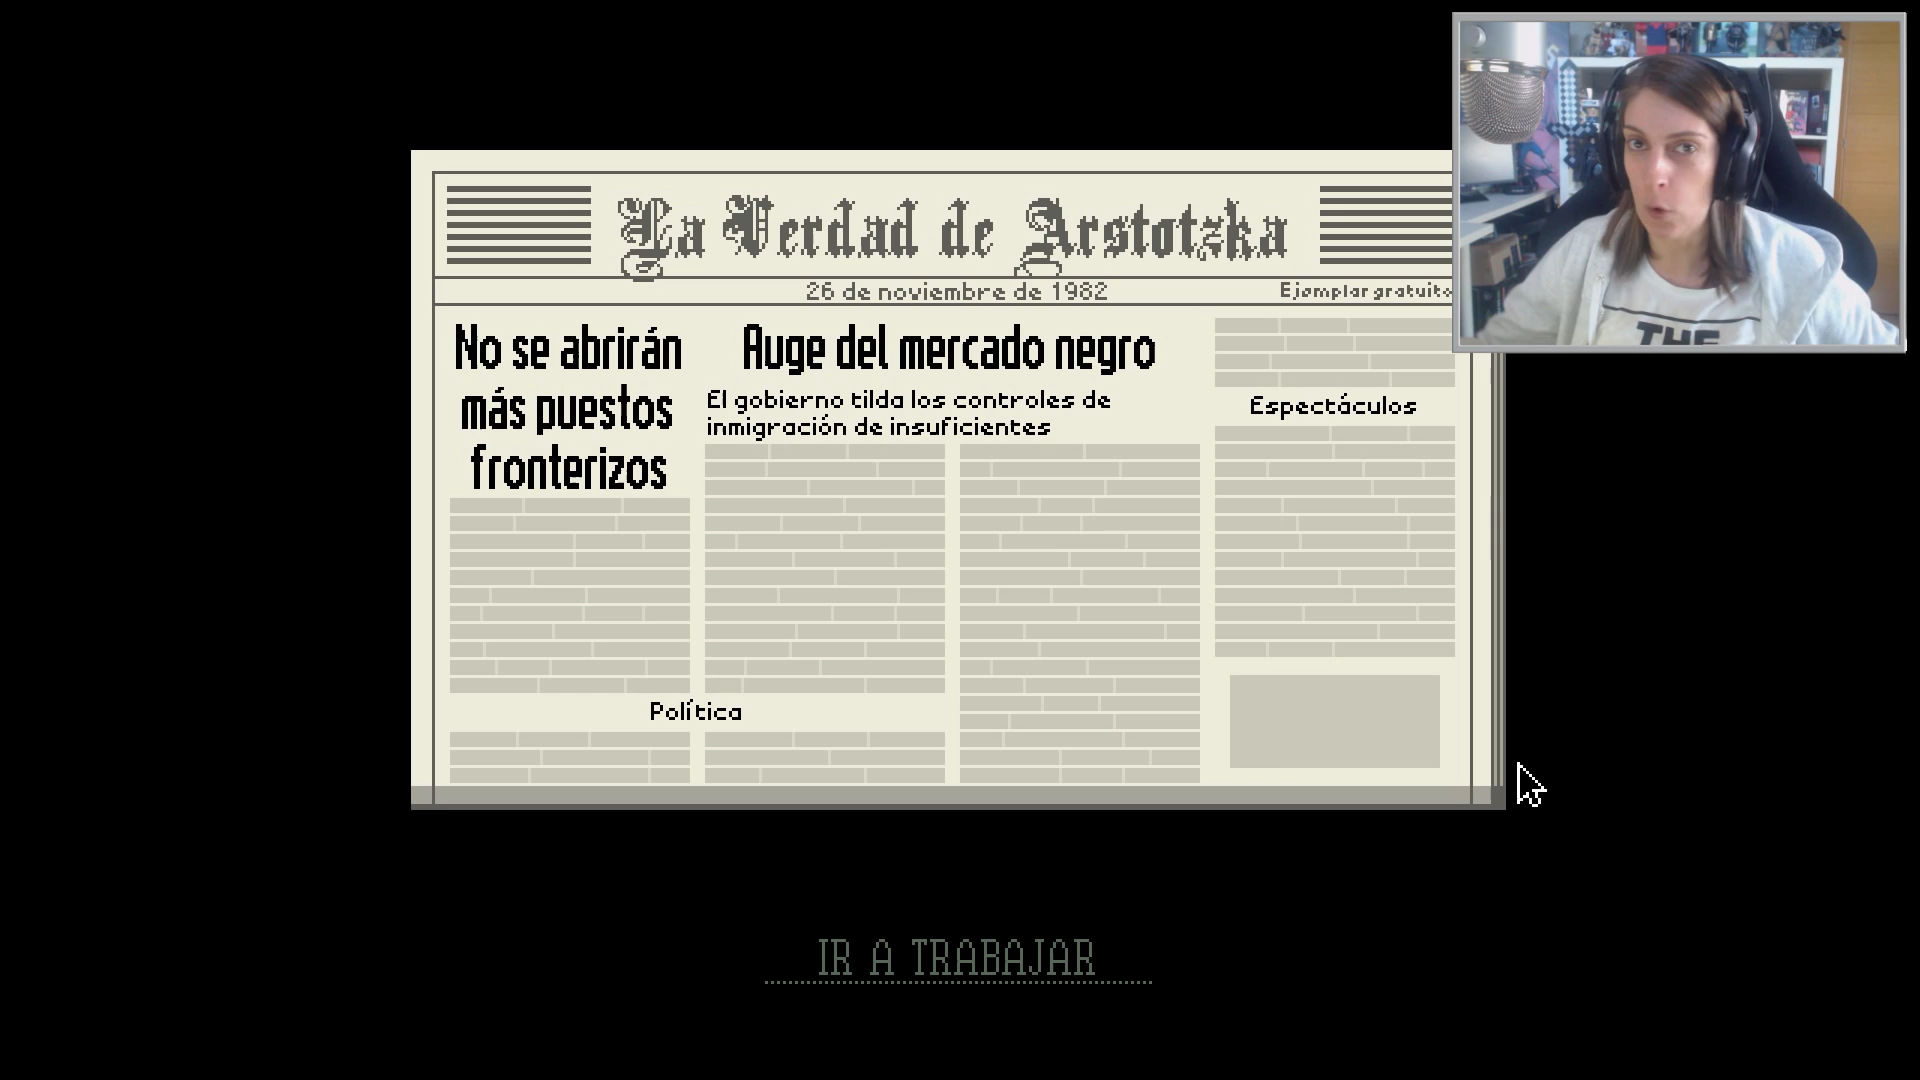 La Verdad de Arstotzka
26 de noviembre de 1982
Ejemplar gratuito
No se abrirán
más puestos
fronterizos
Auge del mercado negro
El gobierno tilda los controles de
inmigración de insuficientes
Espectáculos
Política
IR A TRABAJAR
THE